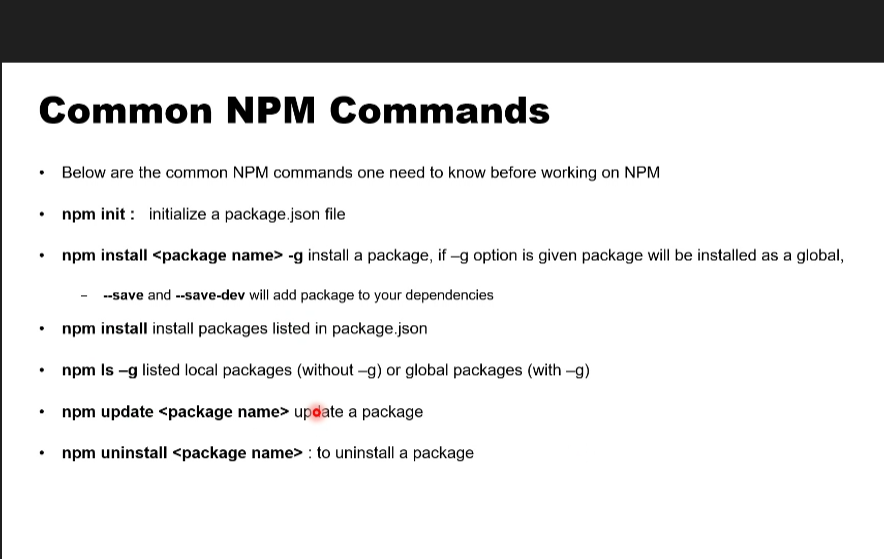 Common NPM Commands
• Below are the common NPM commands one need to know before working on NPM
• npm init : initialize a package.json file
• npm install <package name> -g install a package, if –g option is given package will be installed as a global,
– --save and --save-dev will add package to your dependencies
• npm install install packages listed in package.json
• npm ls –g listed local packages (without –g) or global packages (with –g)
• npm update <package name> update a package
• npm uninstall <package name> : to uninstall a package